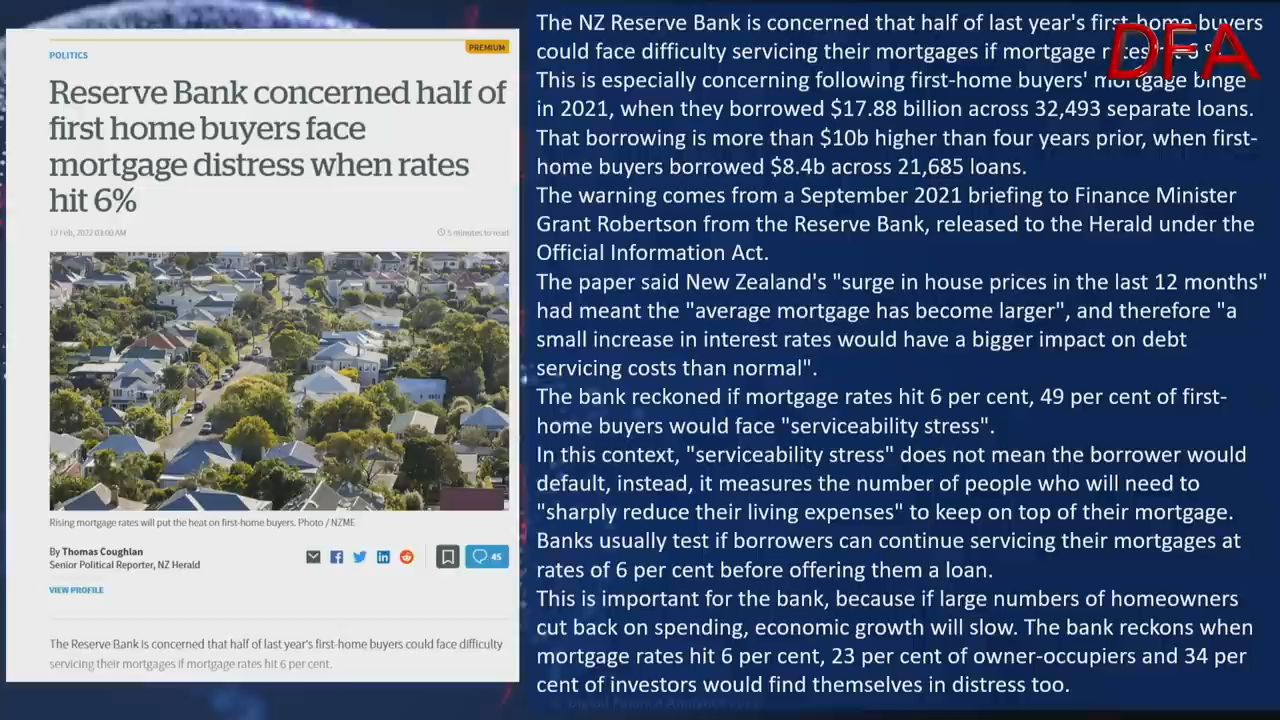 POLITICS
PREMIUM
Reserve Bank concerned half of
first home buyers face
mortgage distress when rates
hit 6%
12 Feb, 2022 03:00 AM
5 minutes to read
Rising mortgage rates will put the heat on first-home buyers. Photo / NZME
By Thomas Coughlan
Senior Political Reporter, NZ Herald
45
VIEW PROFILE
The Reserve Bank is concerned that half of last year's first-home buyers could face difficulty
servicing their mortgages if mortgage rates hit 6 per cent.
DFA
The NZ Reserve Bank is concerned that half of last year's first-home buyers
could face difficulty servicing their mortgages if mortgage rates
This is especially concerning following first-home buyers' mortgage binge
in 2021, when they borrowed $17.88 billion across 32,493 separate loans.
That borrowing is more than $10b higher than four years prior, when first-
home buyers borrowed $8.4b across 21,685 loans.
The warning comes from a September 2021 briefing to Finance Minister
Grant Robertson from the Reserve Bank, released to the Herald under the
Official Information Act.
The paper said New Zealand's "surge in house prices in the last 12 months"
had meant the "average mortgage has become larger", and therefore "a
small increase in interest rates would have a bigger impact on debt
servicing costs than normal".
The bank reckoned if mortgage rates hit 6 per cent, 49 per cent of first-
home buyers would face "serviceability stress".
In this context, "serviceability stress" does not mean the borrower would
default, instead, it measures the number of people who will need to
"sharply reduce their living expenses" to keep on top of their mortgage.
Banks usually test if borrowers can continue servicing their mortgages at
rates of 6 per cent before offering them a loan.
This is important for the bank, because if large numbers of homeowners
cut back on spending, economic growth will slow. The bank reckons when
mortgage rates hit 6 per cent, 23 per cent of owner-occupiers and 34 per
cent of investors would find themselves in distress too.